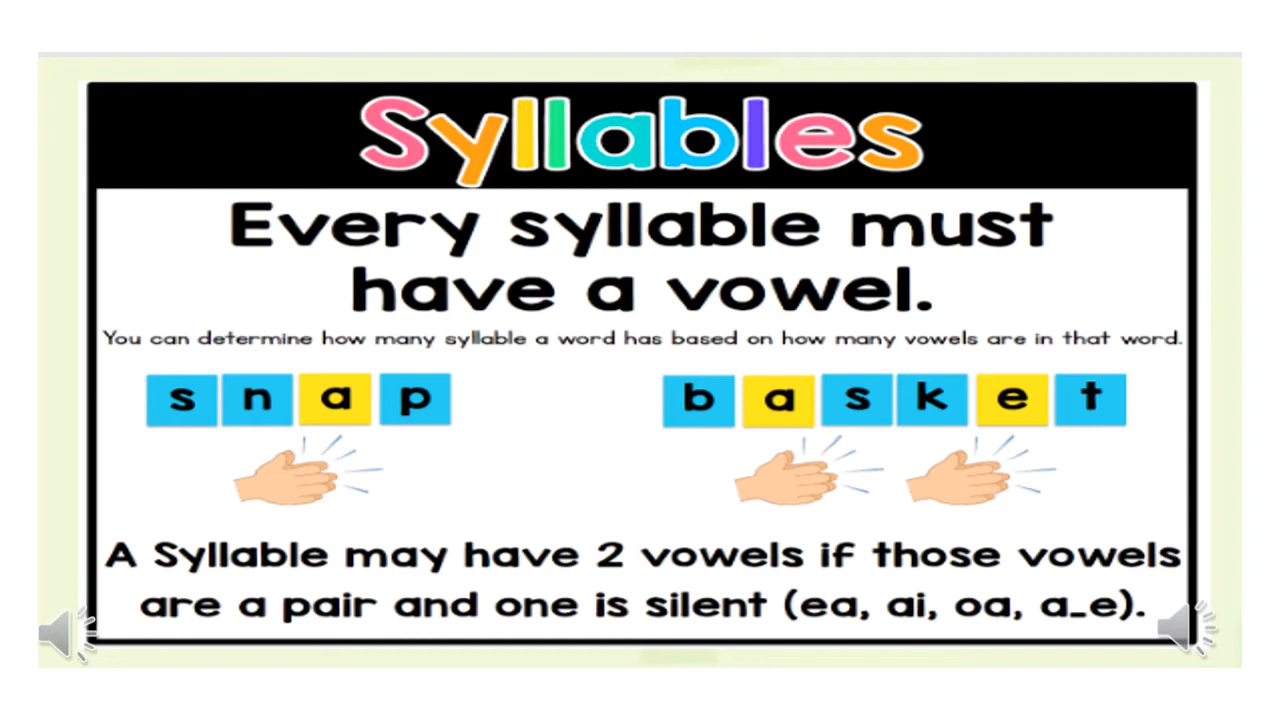 Syllables
Every syllable must
have a vowel.
You can determine how many syllable a word has based on how many vowels are in that word.
s n a p b a s k e t
A Syllable may have 2 vowels if those vowels
are a pair and one is silent (ea, ai, oa, a_e).